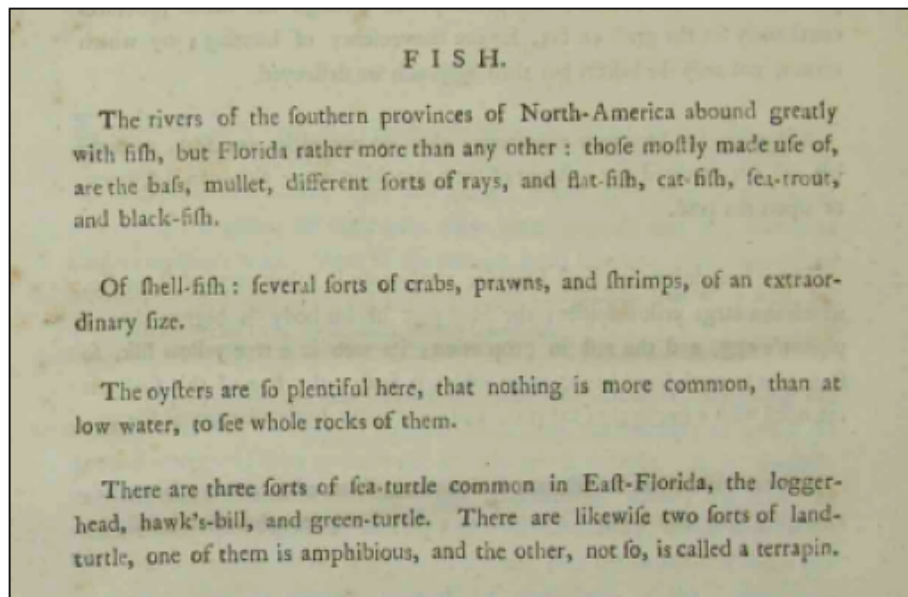 FISH.
The rivers of the ſouthern provinces of North-America abound greatly
with fiſh, but Florida rather more than any other : thoſe moſtly made uſe of,
are the baſs, mullet, different ſorts of rays, and flat-fiſh, cat-fiſh, ſea-trout,
and black-fiſh.
Of ſhell-fiſh : ſeveral ſorts of crabs, prawns, and ſhrimps, of an extraor-
dinary ſize.
The oyſters are ſo plentiful here, that nothing is more common, than at
low water, to ſee whole rocks of them.
There are three ſorts of ſea-turtle common in Eaſt-Florida, the logger-
head, hawk's-bill, and green-turtle. There are likewiſe two ſorts of land-
turtle, one of them is amphibious, and the other, not ſo, is called a terrapin.